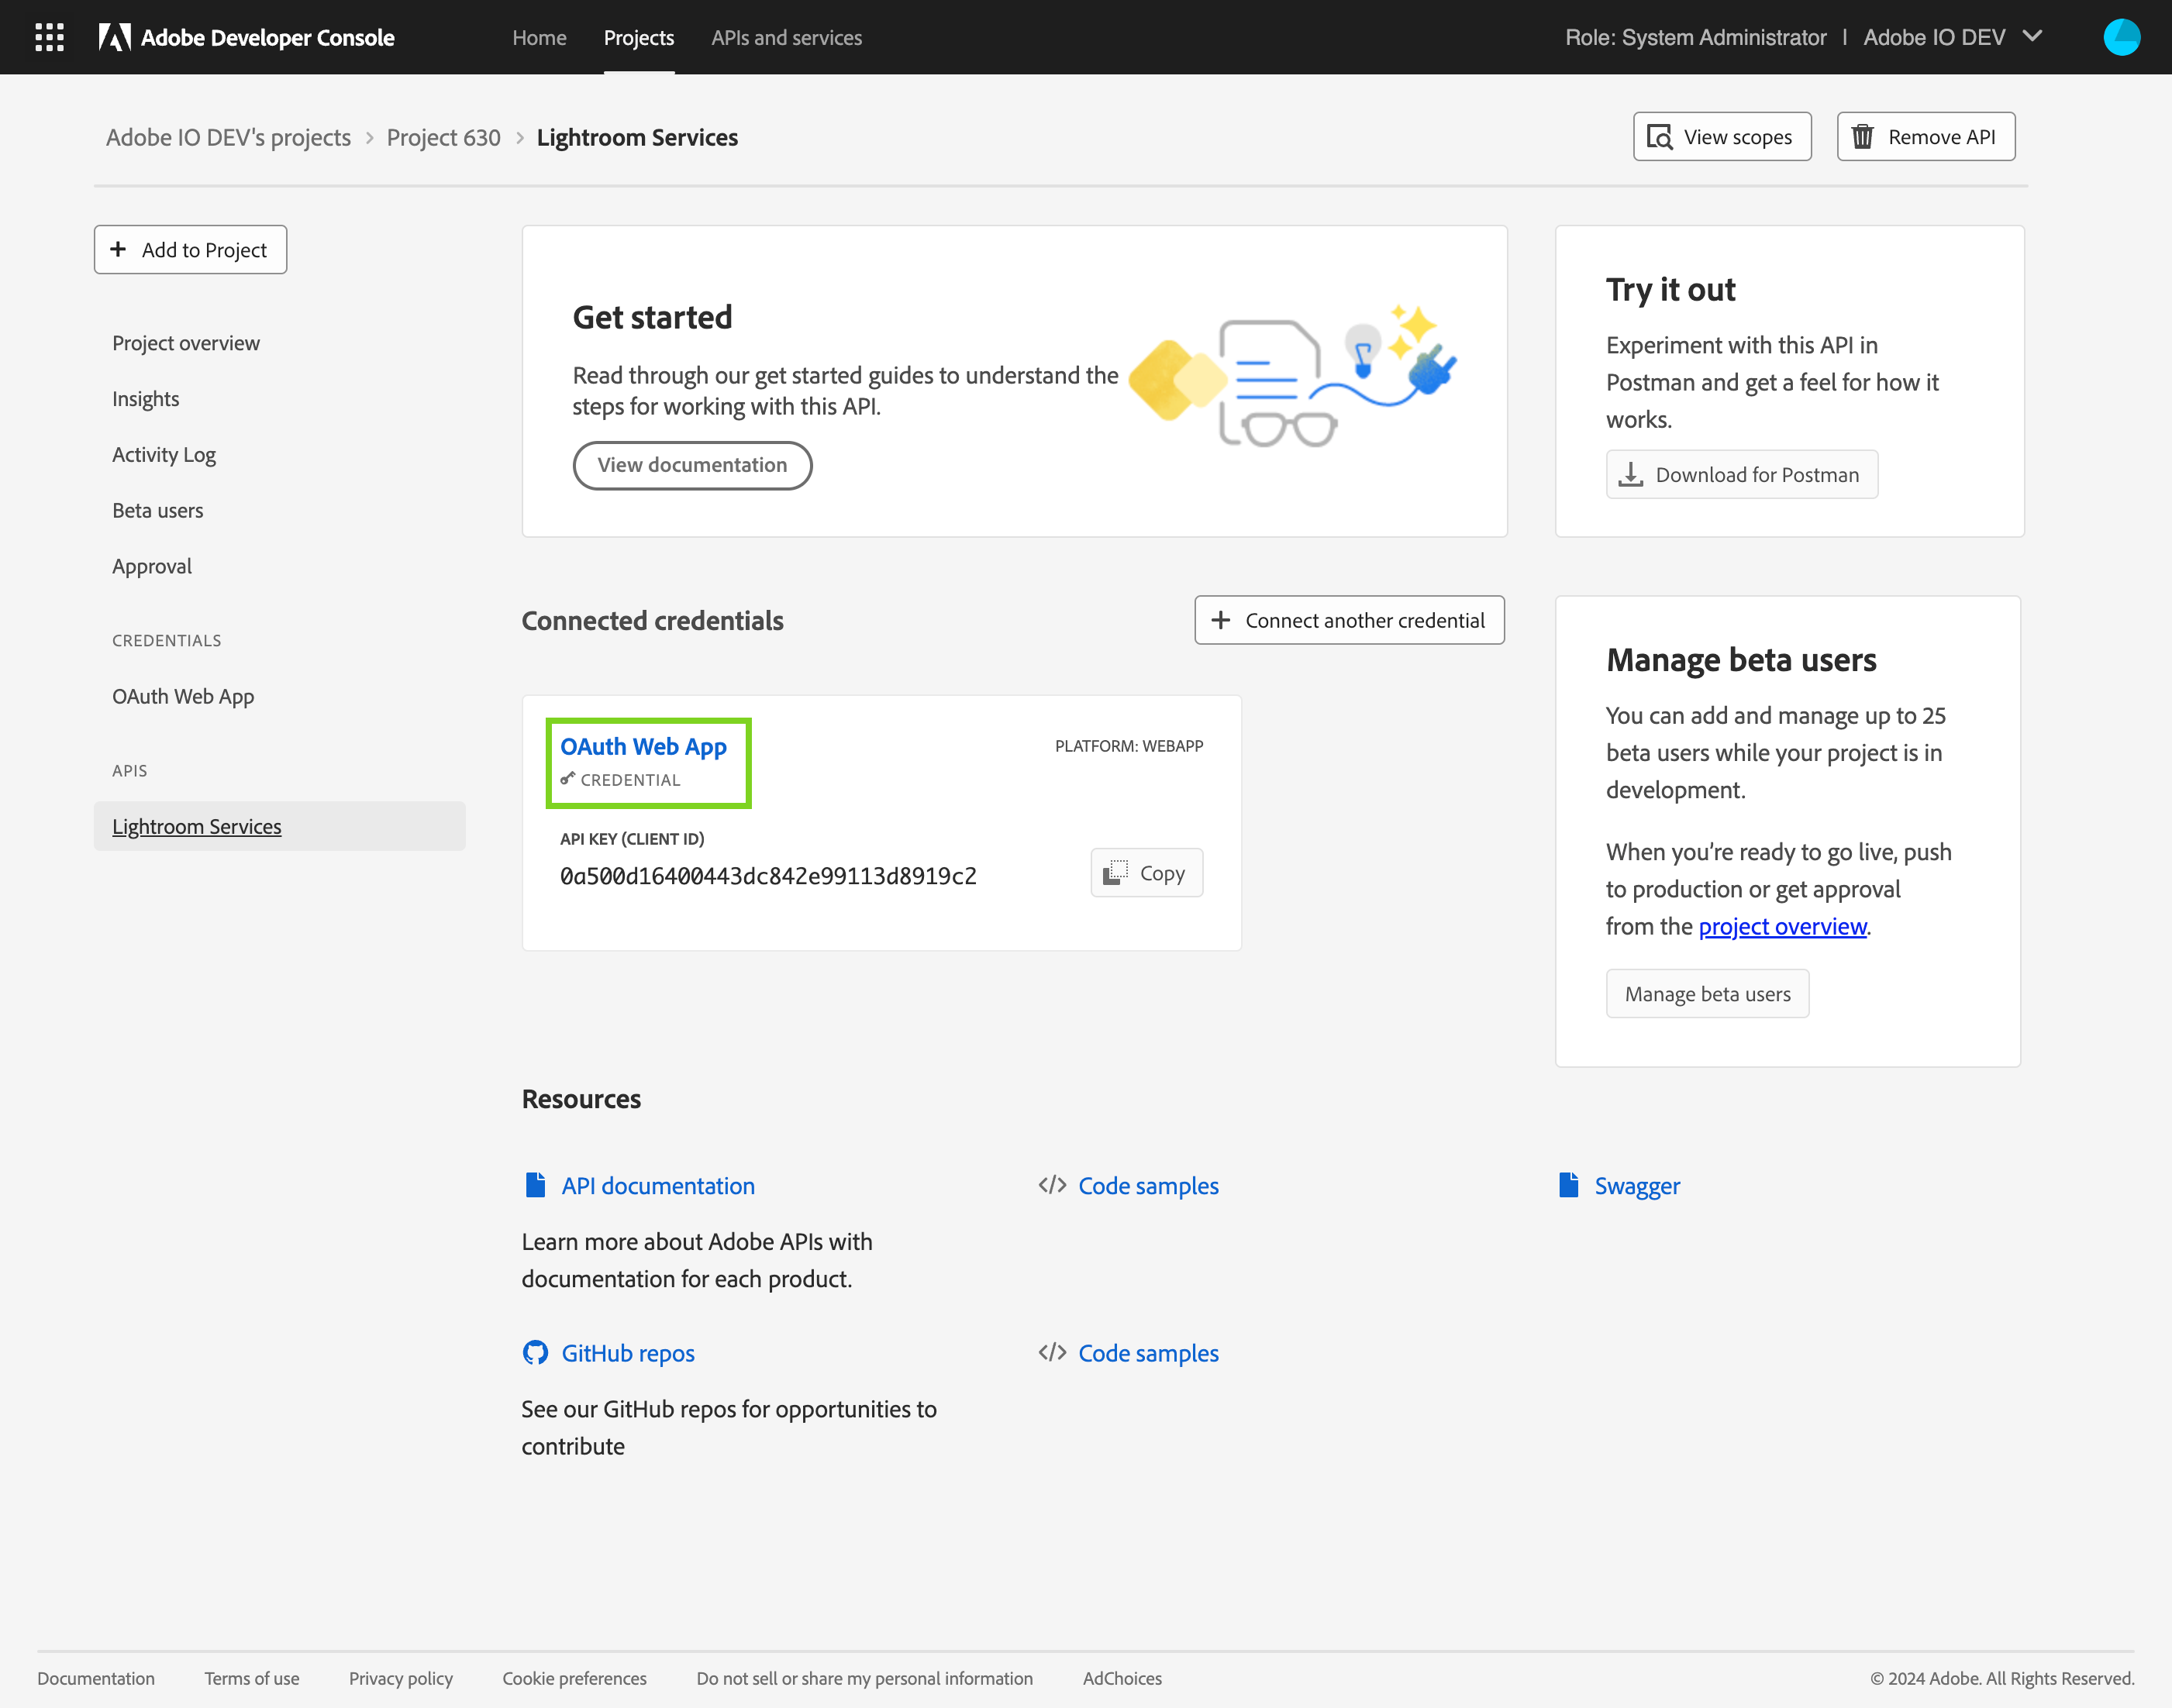 Adobe Developer Console
Home
Projects
APIs and services
Role: System Administrator | Adobe IO DEV
Adobe IO DEV's projects > Project 630 > Lightroom Services
View scopes
Remove API
Add to Project
Project overview
Insights
Activity Log
Beta users
Approval
CREDENTIALS
OAuth Web App
APIS
Lightroom Services
Get started
Read through our get started guides to understand the
steps for working with this API.
View documentation
Try it out
Experiment with this API in
Postman and get a feel for how it
works.
Download for Postman
Connected credentials
Connect another credential
OAuth Web App
CREDENTIAL
PLATFORM: WEBAPP
API KEY (CLIENT ID)
0a500d16400443dc842e99113d8919c2
Copy
Manage beta users
You can add and manage up to 25
beta users while your project is in
development.
When you’re ready to go live, push
to production or get approval
from the project overview.
Manage beta users
Resources
API documentation
Learn more about Adobe APIs with
documentation for each product.
Code samples
Swagger
GitHub repos
See our GitHub repos for opportunities to
contribute
Code samples
Documentation
Terms of use
Privacy policy
Cookie preferences
Do not sell or share my personal information
AdChoices
© 2024 Adobe. All Rights Reserved.